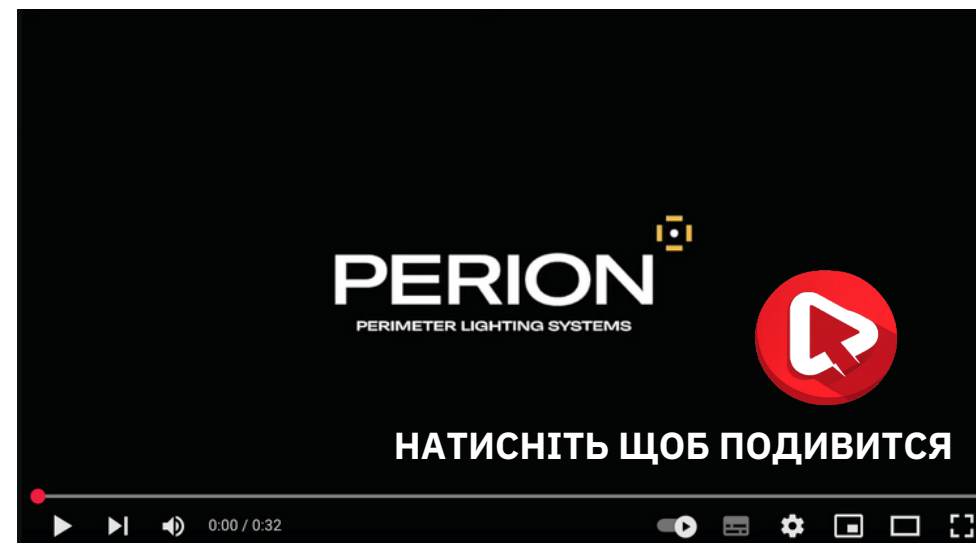 PERION
PERIMETER LIGHTING SYSTEMS
НАТИСНІТЬ ЩОБ ПОДИВИТСЯ
0:00 / 0:32